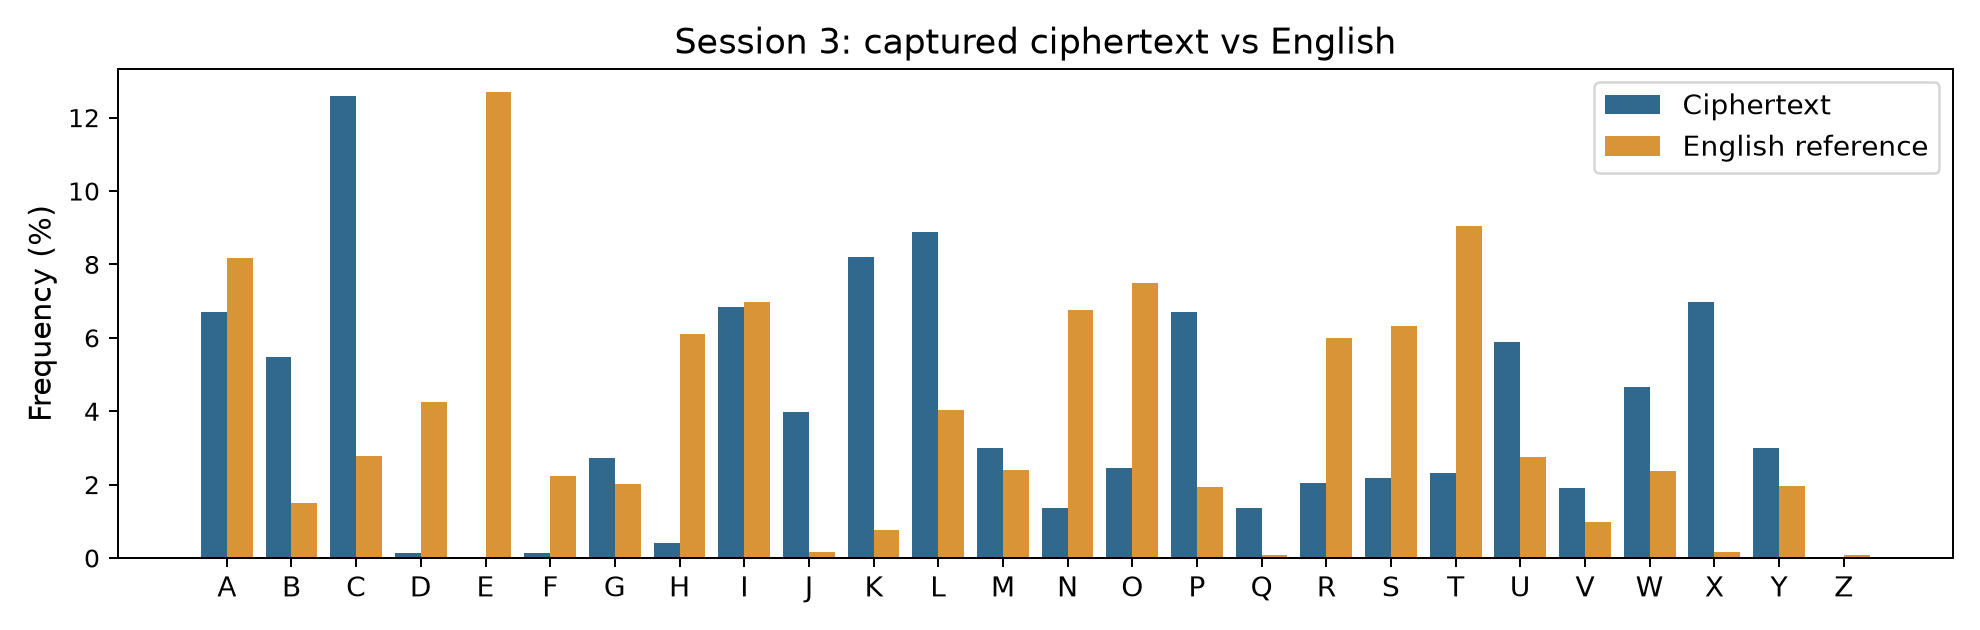 Session 3: captured ciphertext vs English
Ciphertext
English reference
Frequency (%)
12
10
8
6
4
2
0
A B C D E F G H I J K L M N O P Q R S T U V W X Y Z